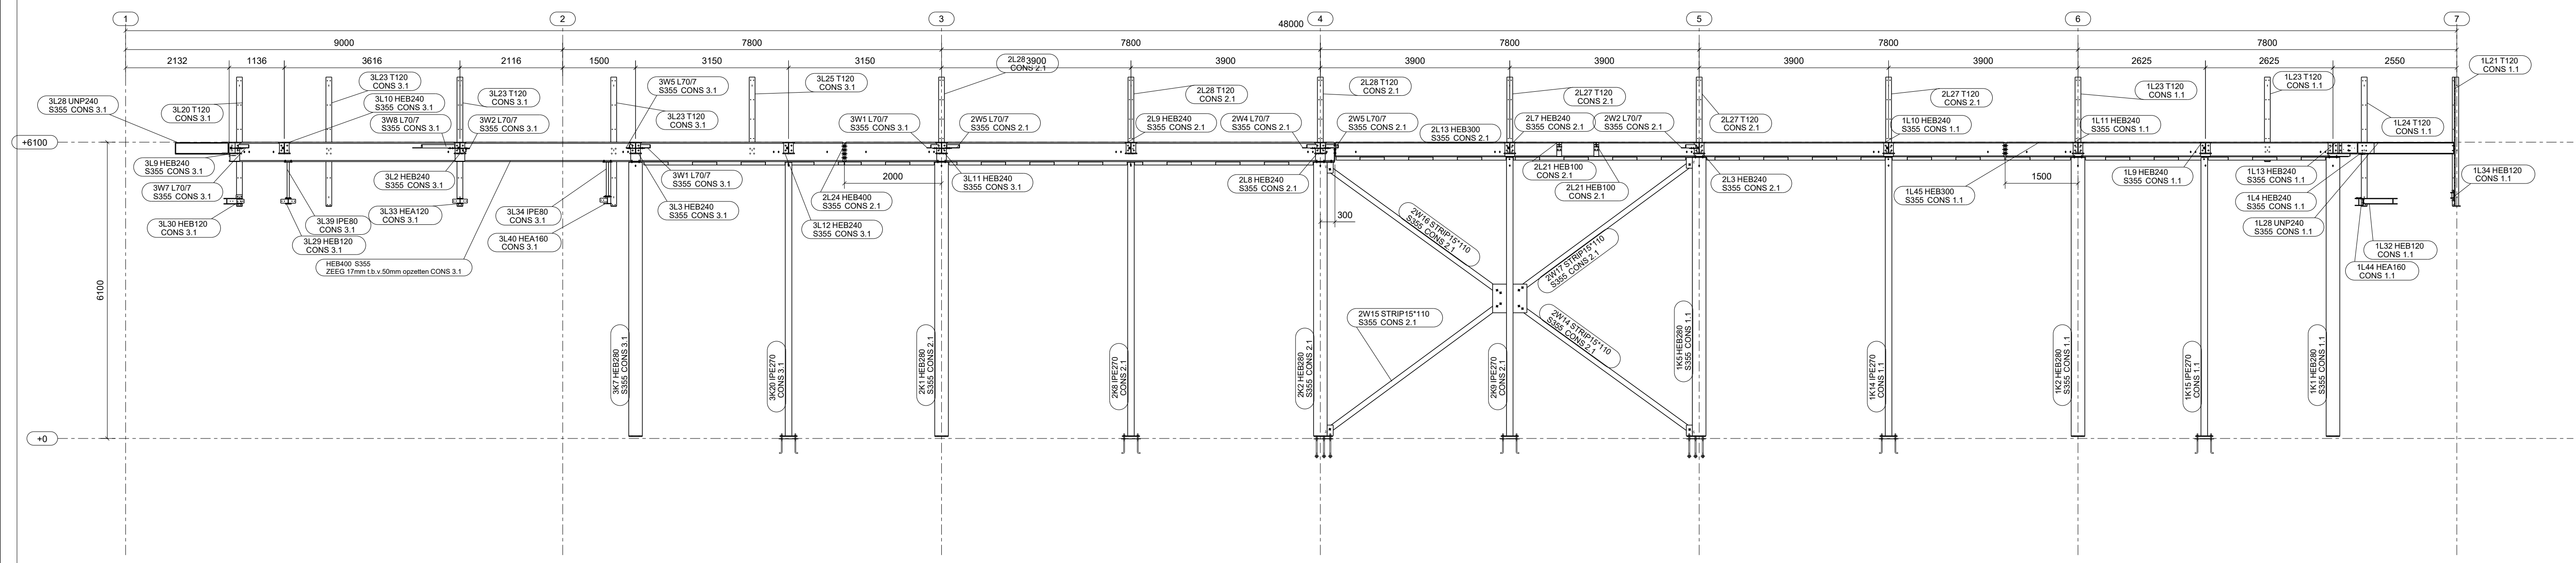 1
2
3
4
5
6
7
48000
9000
7800
7800
7800
7800
7800
2132
1136
3616
2116
1500
3150
3150
3900
3900
3900
3900
3900
3900
2625
2625
2550
3L28 UNP240
S355 CONS 3.1
3L20 T120
CONS 3.1
3L23 T120
CONS 3.1
3L10 HEB240
S355 CONS 3.1
3W8 L70/7
S355 CONS 3.1
3L23 T120
CONS 3.1
3W2 L70/7
S355 CONS 3.1
3L23 T120
CONS 3.1
3W5 L70/7
S355 CONS 3.1
3L25 T120
CONS 3.1
3W1 L70/7
S355 CONS 3.1
2L28
CONS 2.1
2W5 L70/7
S355 CONS 2.1
2L28 T120
CONS 2.1
2L9 HEB240
S355 CONS 2.1
2W4 L70/7
S355 CONS 2.1
2L28 T120
CONS 2.1
2W5 L70/7
S355 CONS 2.1
2L13 HEB300
S355 CONS 2.1
2L27 T120
CONS 2.1
2L7 HEB240
S355 CONS 2.1
2W2 L70/7
S355 CONS 2.1
2L27 T120
CONS 2.1
2L27 T120
CONS 2.1
1L10 HEB240
S355 CONS 1.1
1L23 T120
CONS 1.1
1L11 HEB240
S355 CONS 1.1
1L23 T120
CONS 1.1
1L24 T120
CONS 1.1
1L21 T120
CONS 1.1
+6100
3L9 HEB240
S355 CONS 3.1
3W7 L70/7
S355 CONS 3.1
3L30 HEB120
CONS 3.1
3L39 IPE80
CONS 3.1
3L29 HEB120
CONS 3.1
3L2 HEB240
S355 CONS 3.1
3L33 HEA120
CONS 3.1
HEB400 S355
ZEEG 17mm t.b.v.50mm opzetten CONS 3.1
3L34 IPE80
CONS 3.1
3L40 HEA160
CONS 3.1
3W1 L70/7
S355 CONS 3.1
3L3 HEB240
S355 CONS 3.1
2000
2L24 HEB400
S355 CONS 2.1
3L12 HEB240
S355 CONS 3.1
3L11 HEB240
S355 CONS 3.1
2L8 HEB240
S355 CONS 2.1
300
2L21 HEB100
CONS 2.1
2L21 HEB100
CONS 2.1
2L3 HEB240
S355 CONS 2.1
1L45 HEB300
S355 CONS 1.1
1500
1L9 HEB240
S355 CONS 1.1
1L13 HEB240
S355 CONS 1.1
1L4 HEB240
S355 CONS 1.1
1L28 UNP240
S355 CONS 1.1
1L34 HEB120
CONS 1.1
1L32 HEB120
CONS 1.1
1L44 HEA160
CONS 1.1
6100
2W16 STRIP15*110
S355 CONS 2.1
2W17 STRIP15*110
S355 CONS 2.1
2W15 STRIP15*110
S355 CONS 2.1
2W14 STRIP15*110
S355 CONS 2.1
3K7 HEB280
S355 CONS 3.1
3K20 IPE270
CONS 3.1
2K1 HEB280
S355 CONS 2.1
2K8 IPE270
CONS 2.1
2K2 HEB280
S355 CONS 2.1
2K9 IPE270
CONS 2.1
1K5 HEB280
S355 CONS 1.1
1K14 IPE270
CONS 1.1
1K2 HEB280
S355 CONS 1.1
1K15 IPE270
CONS 1.1
1K1 HEB280
S355 CONS 1.1
+0